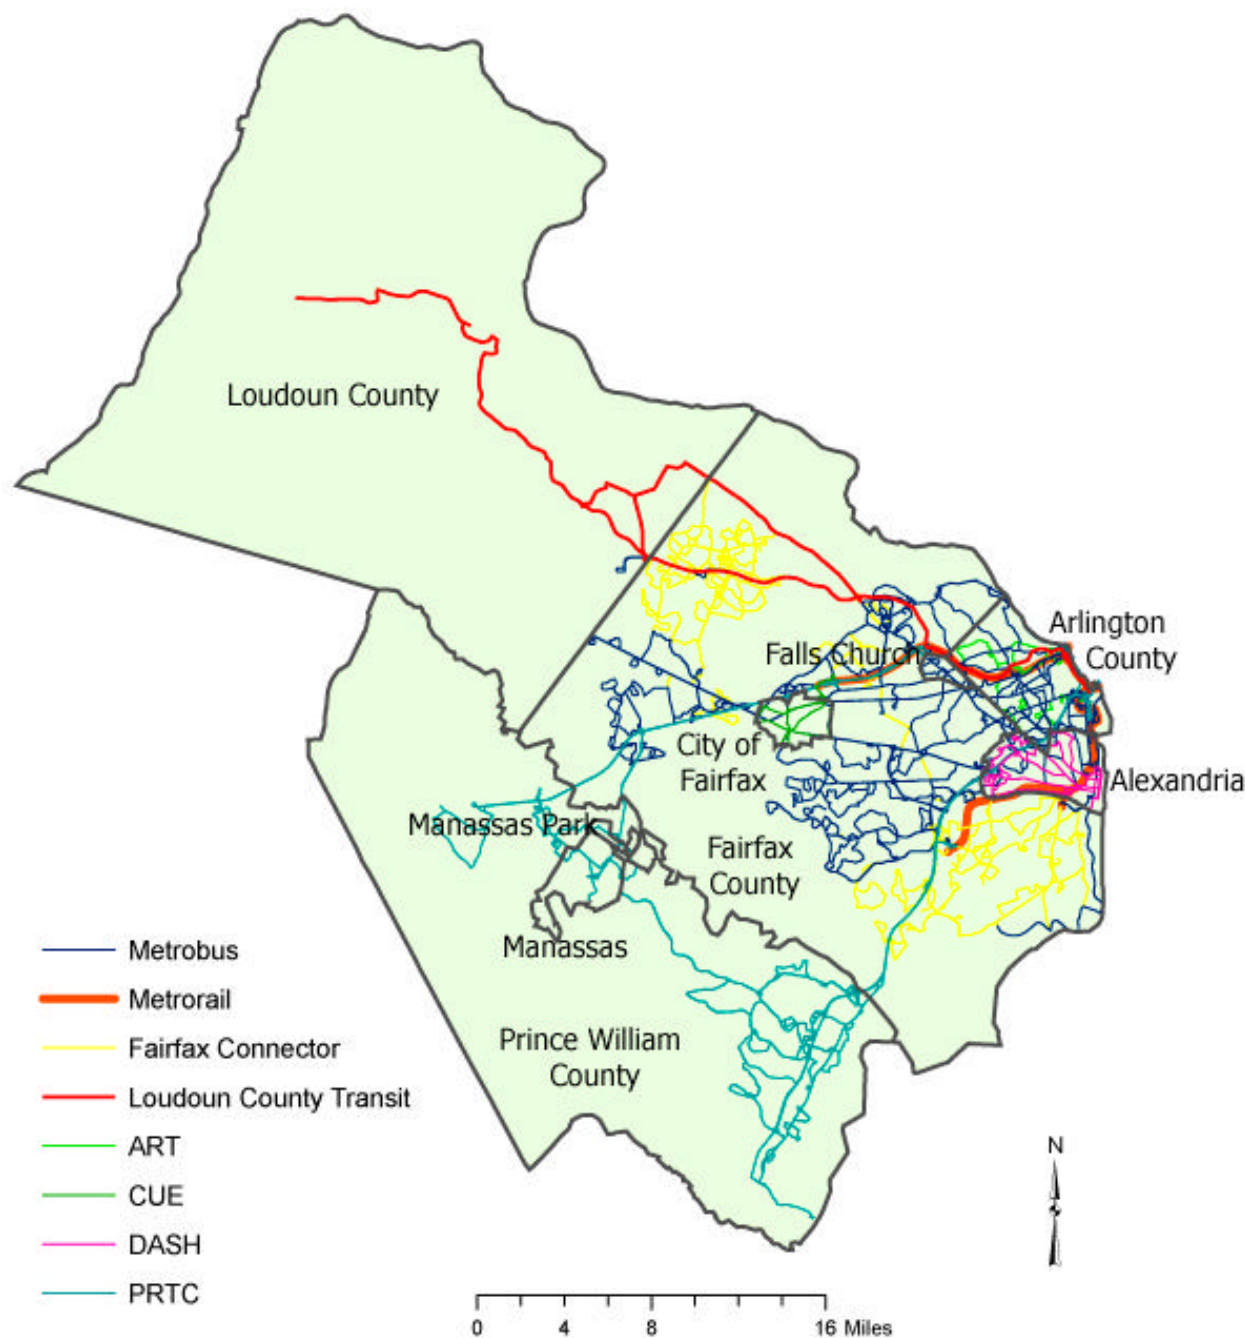 Loudoun County
Arlington
County
Falls Church
City of
Fairfax
Alexandria
Manassas Park
Fairfax
County
Manassas
Prince William
County
Metrobus
Metrorail
Fairfax Connector
Loudoun County Transit
ART
CUE
DASH
PRTC
N
0 4 8 16 Miles